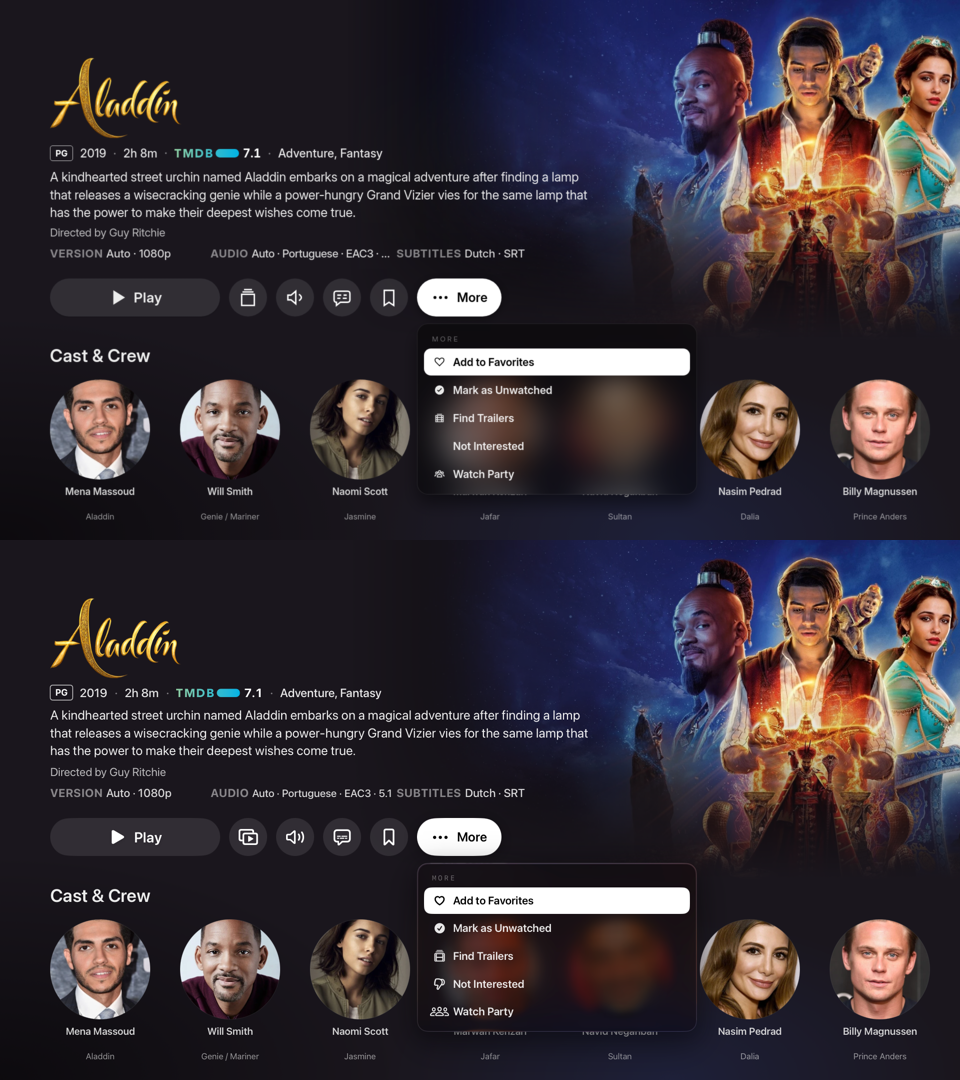 Aladdin
PG 2019 · 2h 8m · TMDB 7.1 · Adventure, Fantasy
A kindhearted street urchin named Aladdin embarks on a magical adventure after finding a lamp
that releases a wisecracking genie while a power-hungry Grand Vizier vies for the same lamp that
has the power to make their deepest wishes come true.
Directed by Guy Ritchie
VERSION Auto · 1080p AUDIO Auto · Portuguese · EAC3 · ... SUBTITLES Dutch · SRT
Play
More
MORE
Add to Favorites
Mark as Unwatched
Find Trailers
Not Interested
Watch Party
Cast & Crew
Mena Massoud
Will Smith
Naomi Scott
Nasim Pedrad
Billy Magnussen
Aladdin
Genie / Mariner
Jasmine
Jafar
Sultan
Dalia
Prince Anders
Aladdin
PG 2019 · 2h 8m · TMDB 7.1 · Adventure, Fantasy
A kindhearted street urchin named Aladdin embarks on a magical adventure after finding a lamp
that releases a wisecracking genie while a power-hungry Grand Vizier vies for the same lamp that
has the power to make their deepest wishes come true.
Directed by Guy Ritchie
VERSION Auto · 1080p AUDIO Auto · Portuguese · EAC3 · 5.1 SUBTITLES Dutch · SRT
Play
More
MORE
Add to Favorites
Mark as Unwatched
Find Trailers
Not Interested
Watch Party
Cast & Crew
Mena Massoud
Will Smith
Naomi Scott
Marwan Kenzari
Navid Negahban
Nasim Pedrad
Billy Magnussen
Aladdin
Genie / Mariner
Jasmine
Jafar
Sultan
Dalia
Prince Anders